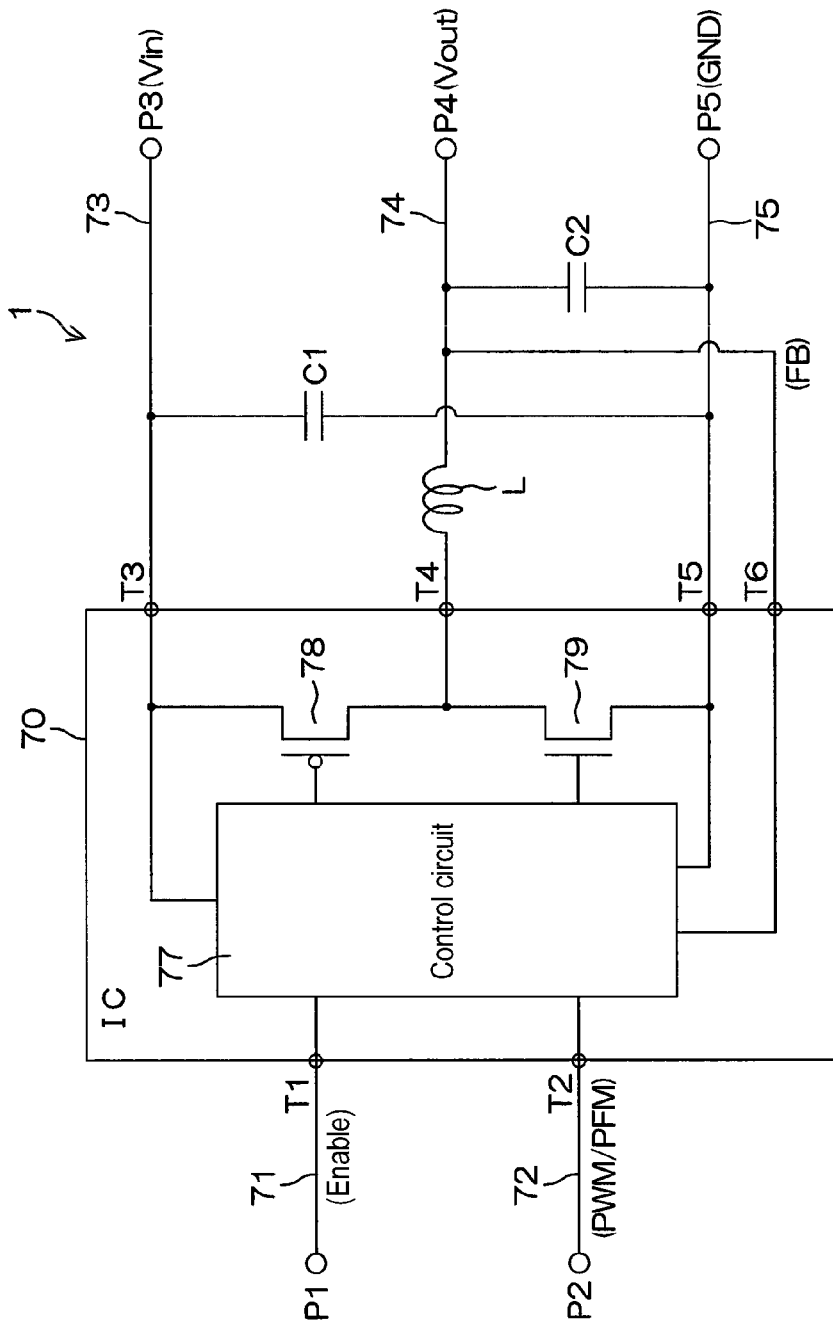 1
IC
70
77
Control circuit
78
79
T1
T2
T3
T4
T5
T6
71
(Enable)
72
(PWM/PFM)
P1
P2
73
P3(Vin)
C1
L
74
P4(Vout)
C2
75
P5(GND)
(FB)